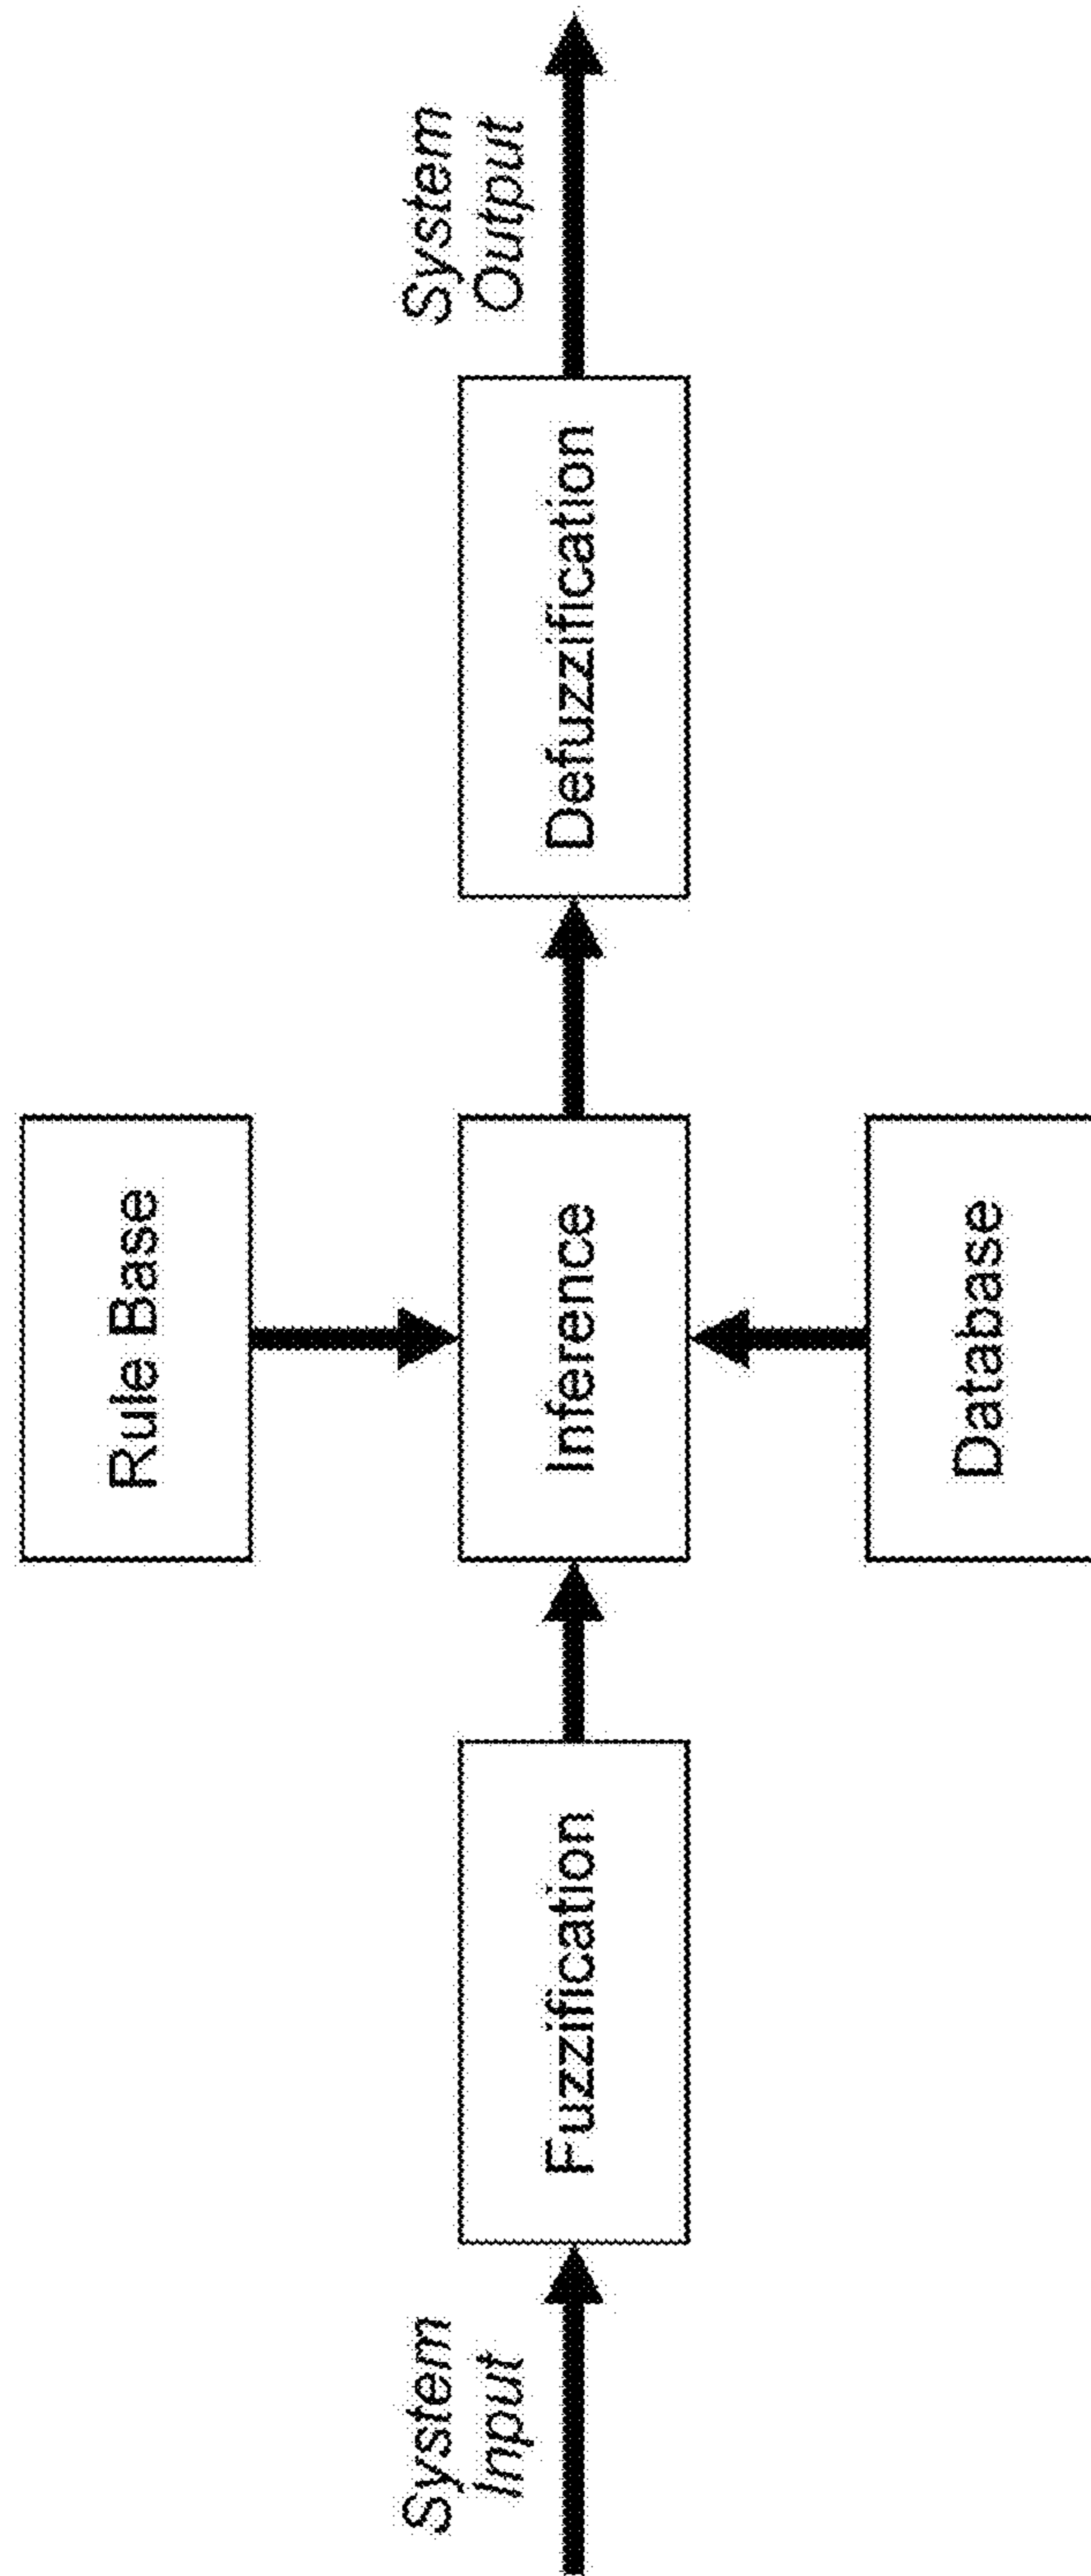 Rule Base
System
Input
Fuzzification
Inference
Defuzzification
System
Output
Database